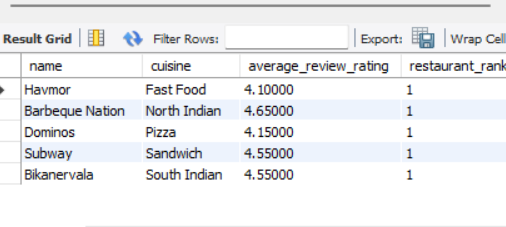 Result Grid Filter Rows: Export: Wrap Cell
name cuisine average_review_rating restaurant_rank
Havmor Fast Food 4.10000 1
Barbeque Nation North Indian 4.65000 1
Dominos Pizza 4.15000 1
Subway Sandwich 4.55000 1
Bikanervala South Indian 4.55000 1